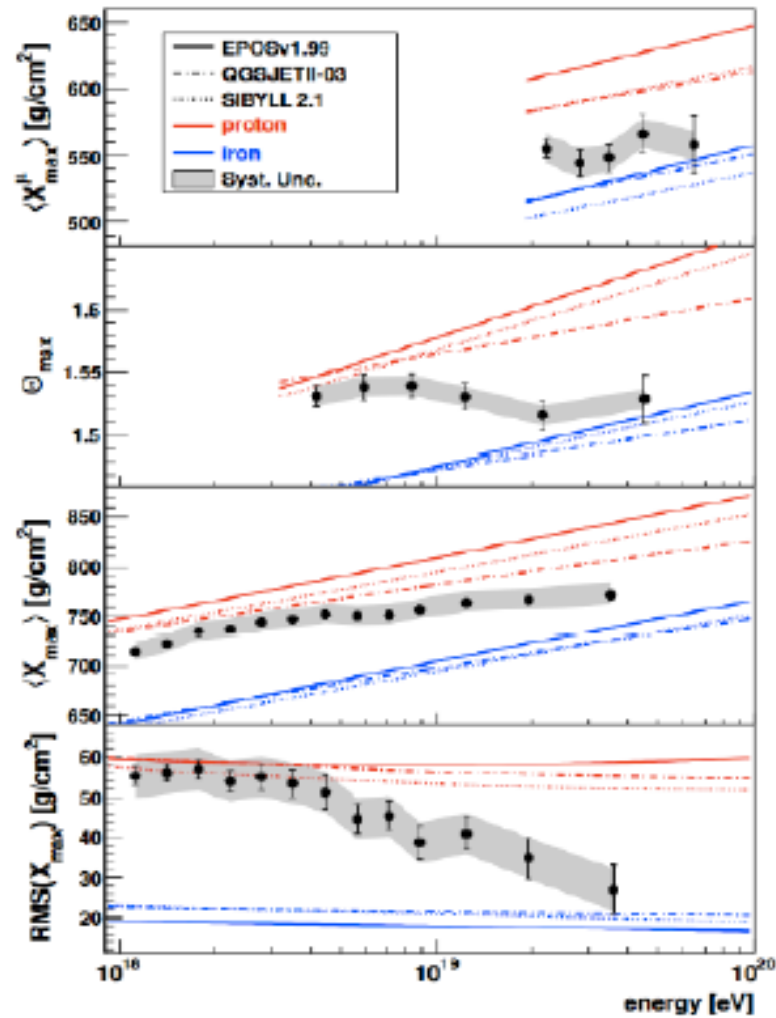 650
600
550
500
⟨X^μ_max⟩ [g/cm²]
EPOSv1.99
QGSJETII-03
SIBYLL 2.1
proton
iron
Syst. Unc.
1.6
1.55
1.5
Θ_max
850
800
750
700
650
⟨X_max⟩ [g/cm²]
60
50
40
30
20
RMS(X_max) [g/cm²]
10^18
10^19
10^20
energy [eV]